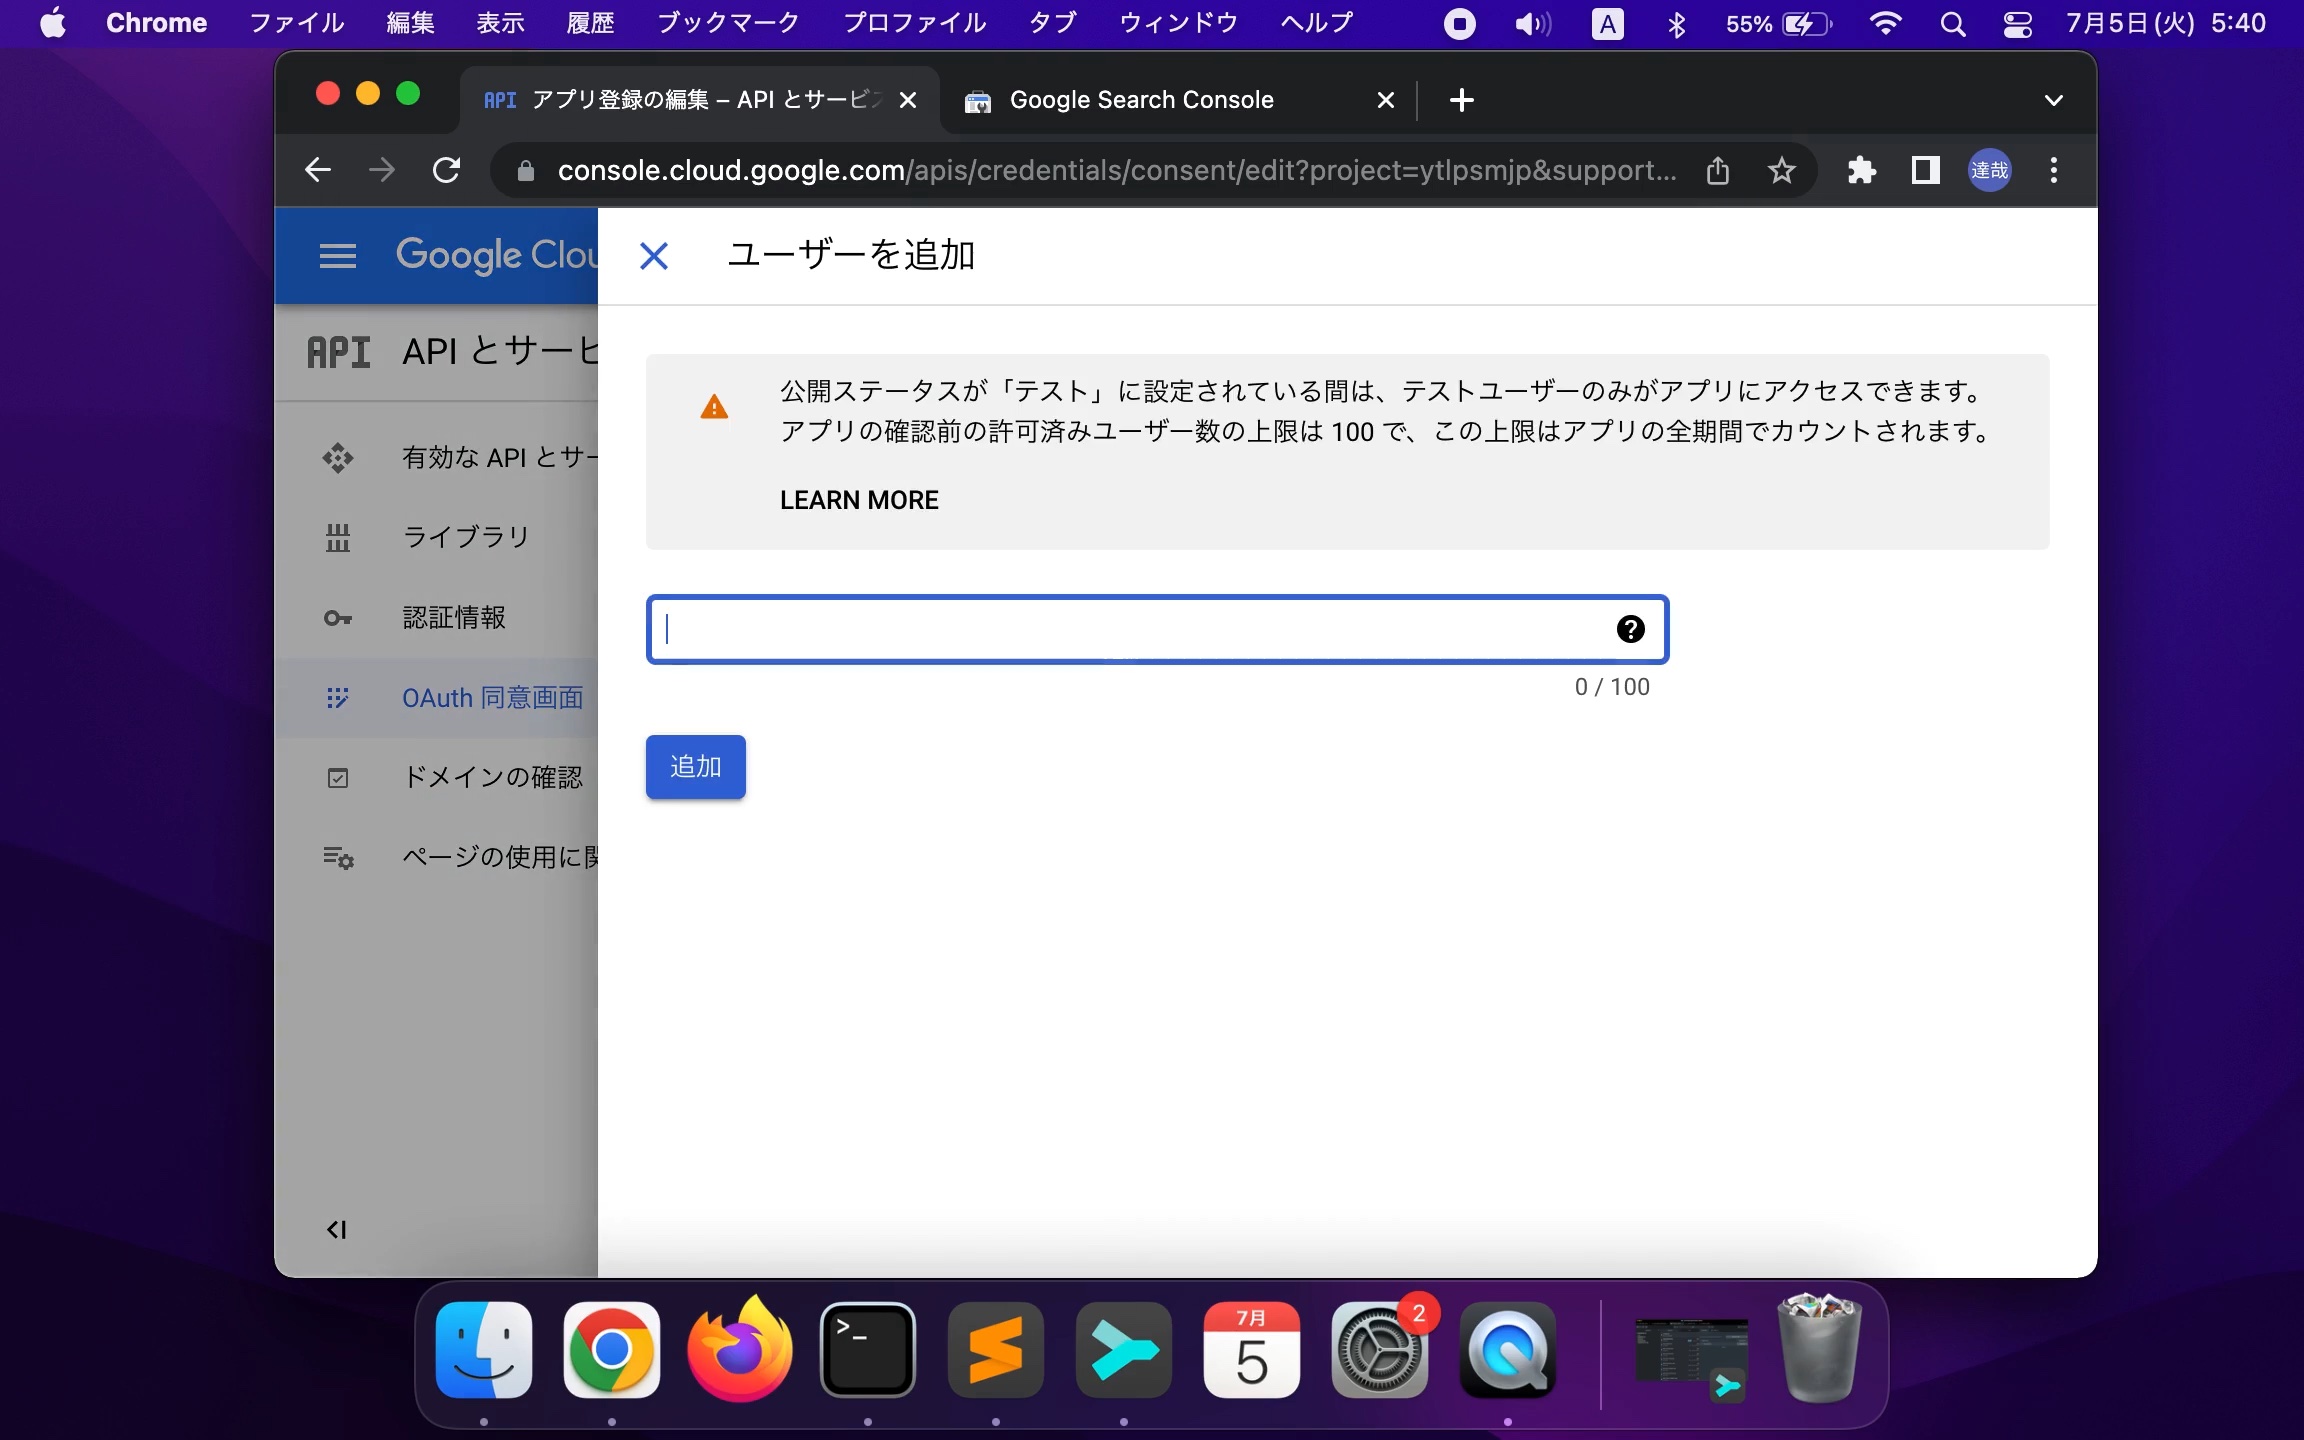 Chrome ファイル 編集 表示 履歴 ブックマーク プロファイル タブ ウィンドウ ヘルプ A 55% 7月5日(火) 5:40
API アプリ登録の編集 – API とサービス
Google Search Console
console.cloud.google.com/apis/credentials/consent/edit?project=ytlpsmjp&support...
達哉
Google Clou
ユーザーを追加
API API とサービ
公開ステータスが「テスト」に設定されている間は、テストユーザーのみがアプリにアクセスできます。
アプリの確認前の許可済みユーザー数の上限は 100 で、この上限はアプリの全期間でカウントされます。
LEARN MORE
有効な API とサー
ライブラリ
認証情報
OAuth 同意画面
ドメインの確認
ページの使用に関
0 / 100
追加
7月
5
2